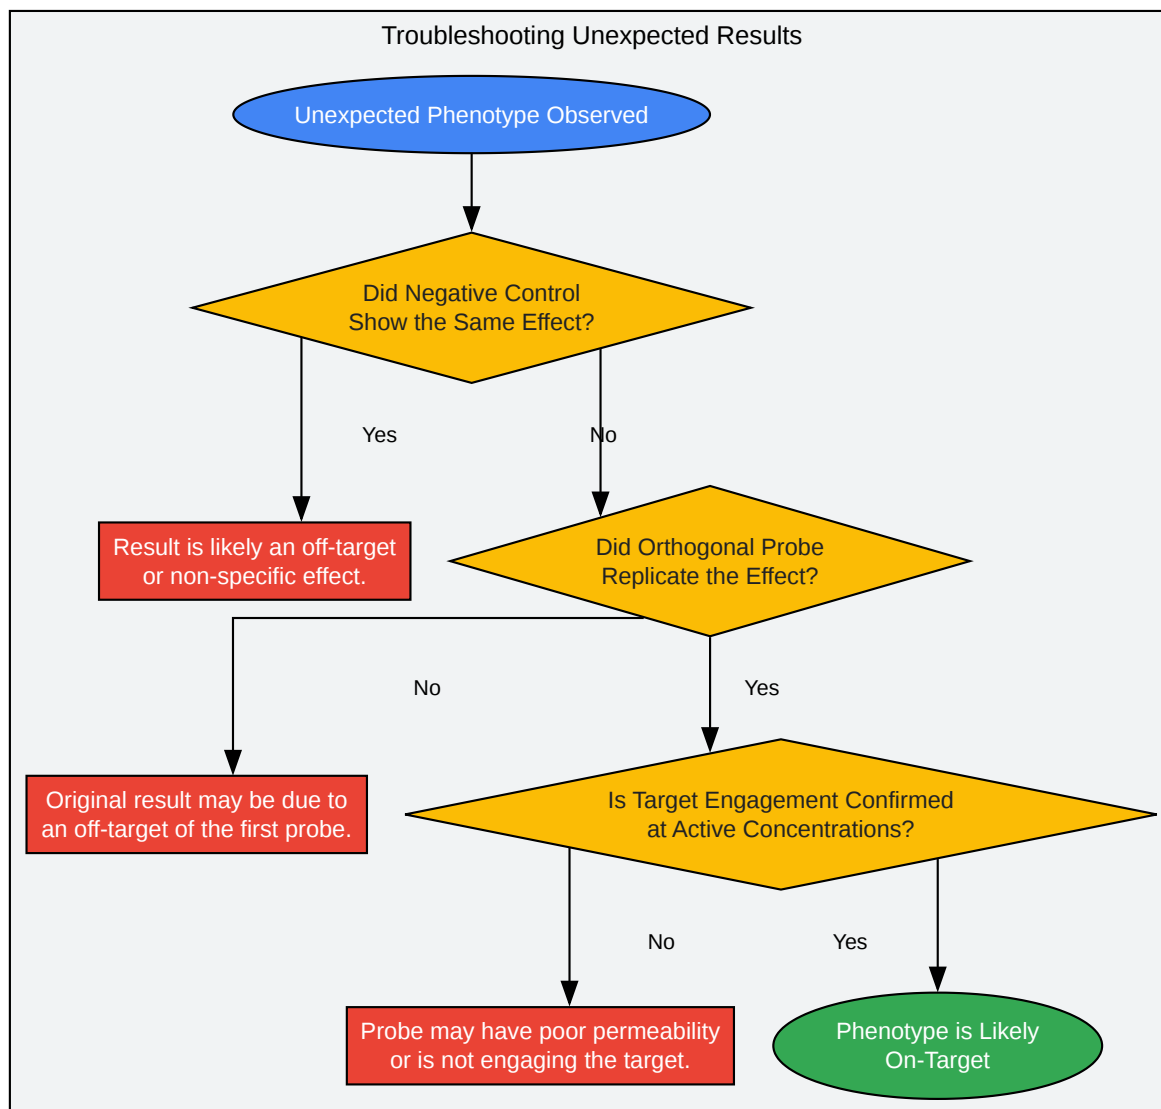 Troubleshooting Unexpected Results
Unexpected Phenotype Observed
Did Negative Control
Show the Same Effect?
Yes
No
Result is likely an off-target
or non-specific effect.
Did Orthogonal Probe
Replicate the Effect?
No
Yes
Original result may be due to
an off-target of the first probe.
Is Target Engagement Confirmed
at Active Concentrations?
No
Yes
Probe may have poor permeability
or is not engaging the target.
Phenotype is Likely
On-Target